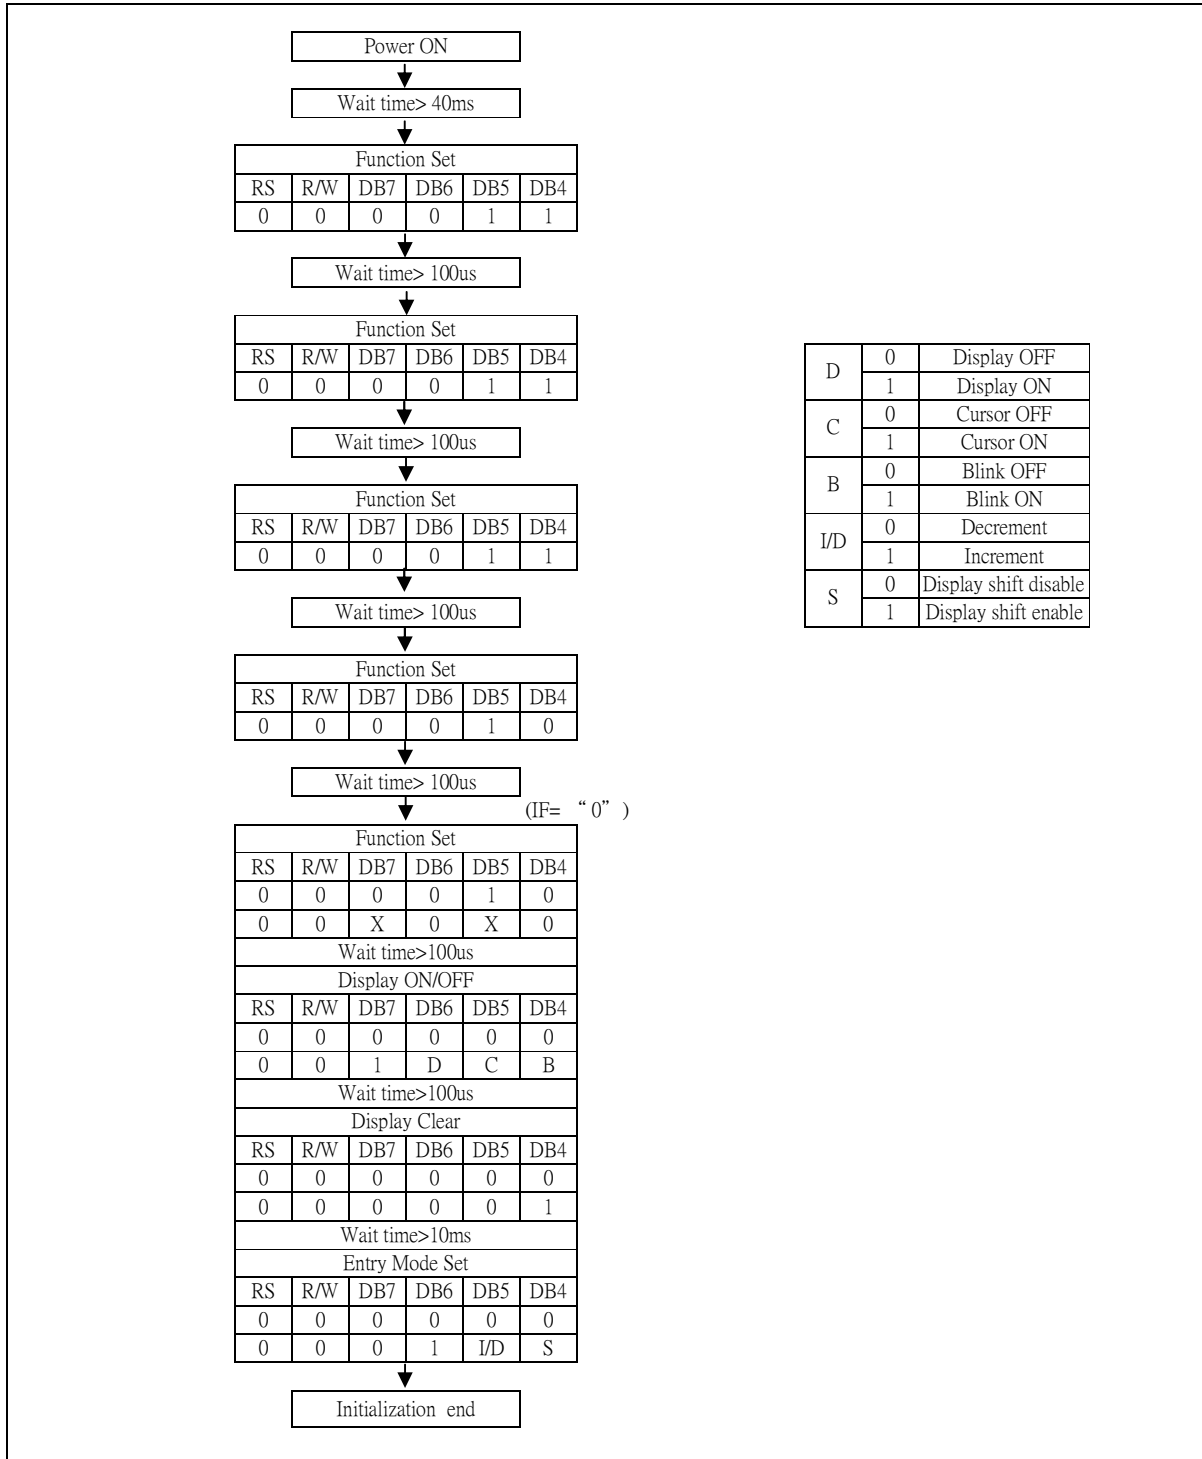 Power ON
Wait time> 40ms
Function Set
RS R/W DB7 DB6 DB5 DB4
0 0 0 0 1 1
Wait time> 100us
Function Set
RS R/W DB7 DB6 DB5 DB4
0 0 0 0 1 1
Wait time> 100us
Function Set
RS R/W DB7 DB6 DB5 DB4
0 0 0 0 1 1
Wait time> 100us
Function Set
RS R/W DB7 DB6 DB5 DB4
0 0 0 0 1 0
Wait time> 100us
(IF= “0” )
Function Set
RS R/W DB7 DB6 DB5 DB4
0 0 0 0 1 0
0 0 X 0 X 0
Wait time>100us
Display ON/OFF
RS R/W DB7 DB6 DB5 DB4
0 0 0 0 0 0
0 0 1 D C B
Wait time>100us
Display Clear
RS R/W DB7 DB6 DB5 DB4
0 0 0 0 0 0
0 0 0 0 0 1
Wait time>10ms
Entry Mode Set
RS R/W DB7 DB6 DB5 DB4
0 0 0 0 0 0
0 0 0 1 I/D S
Initialization end
D 0 Display OFF
1 Display ON
C 0 Cursor OFF
1 Cursor ON
B 0 Blink OFF
1 Blink ON
I/D 0 Decrement
1 Increment
S 0 Display shift disable
1 Display shift enable